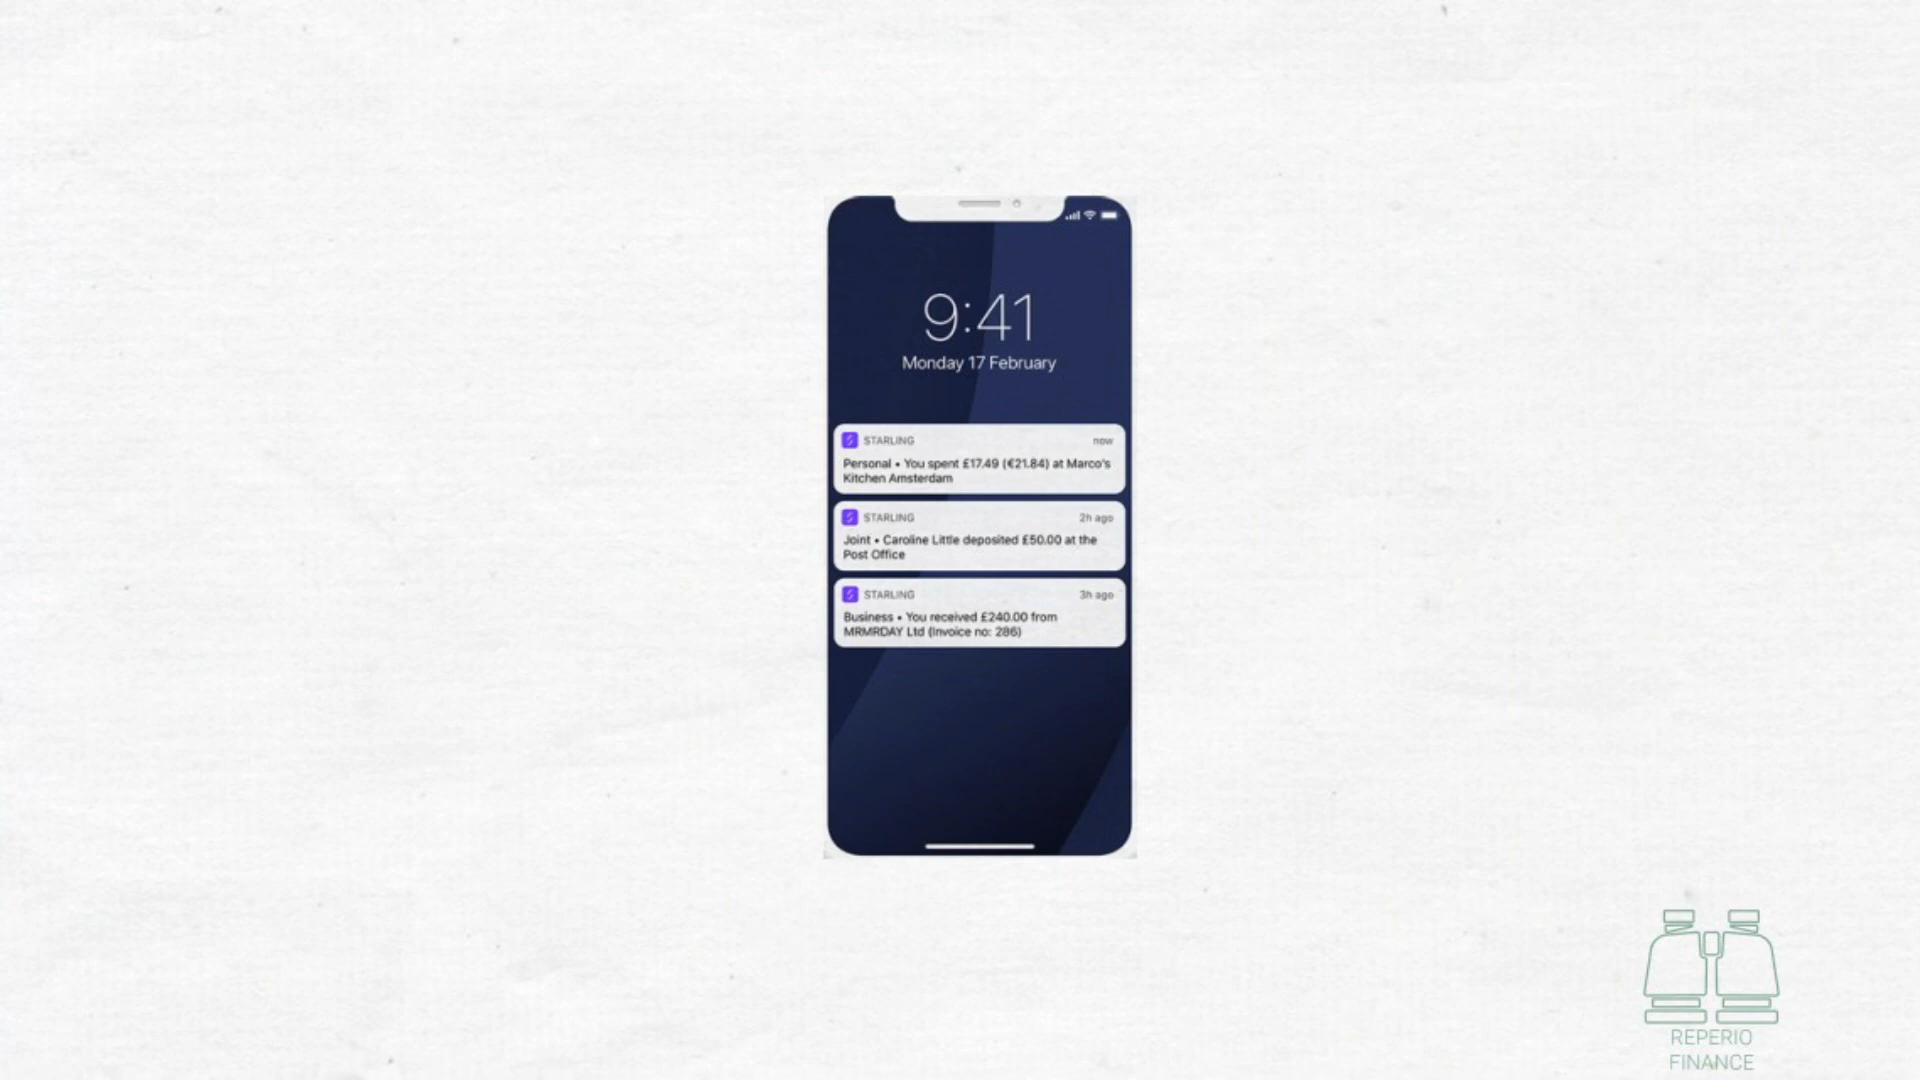 9:41
Monday 17 February
STARLING now
Personal • You spent £17.49 (€21.84) at Marco's
Kitchen Amsterdam
STARLING 2h ago
Joint • Caroline Little deposited £50.00 at the
Post Office
STARLING 3h ago
Business • You received £240.00 from
MRMRDAY Ltd (Invoice no: 286)
REPERIO
FINANCE